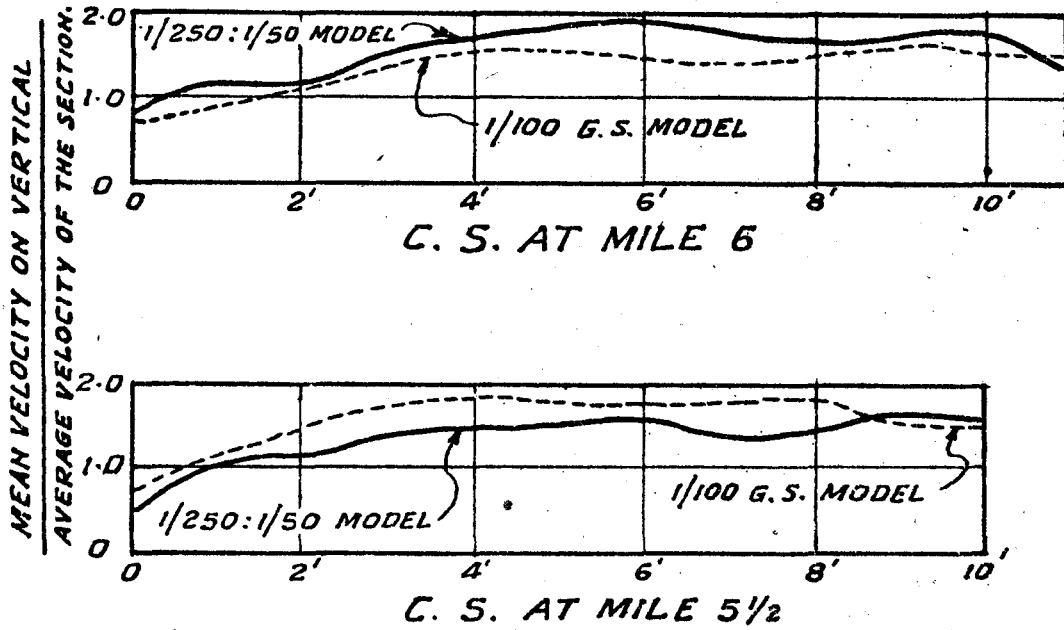 MEAN VELOCITY ON VERTICAL
AVERAGE VELOCITY OF THE SECTION.
2.0
1.0
0
1/250:1/50 MODEL
1/100 G.S. MODEL
0 2' 4' 6' 8' 10'
C. S. AT MILE 6
2.0
1.0
0
1/250:1/50 MODEL
1/100 G.S. MODEL
0 2' 4' 6' 8' 10'
C. S. AT MILE 5½